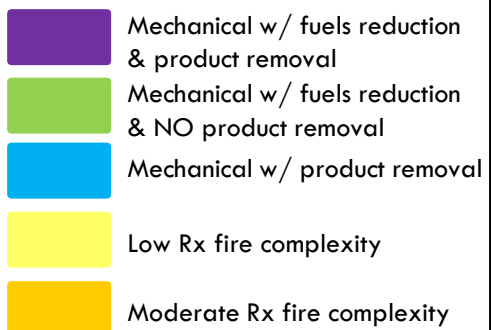 Mechanical w/ fuels reduction
& product removal
Mechanical w/ fuels reduction
& NO product removal
Mechanical w/ product removal
Low Rx fire complexity
Moderate Rx fire complexity